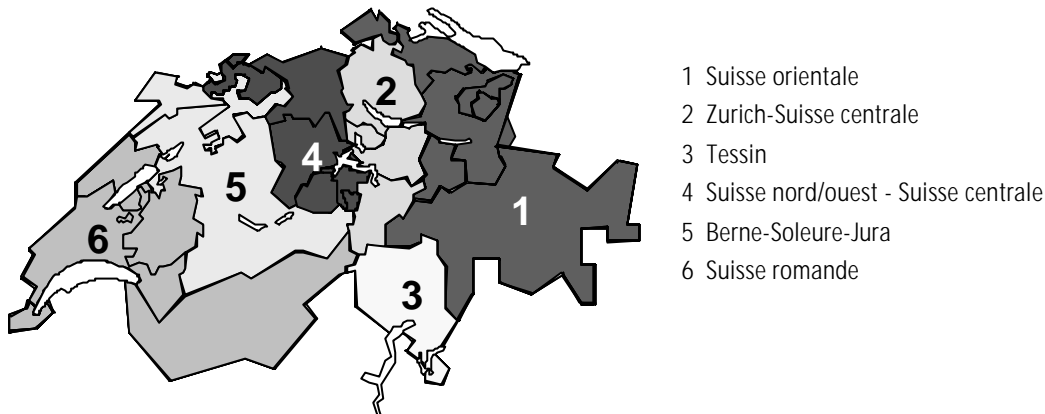 2
4
5
1
6
3
1 Suisse orientale
2 Zurich-Suisse centrale
3 Tessin
4 Suisse nord/ouest - Suisse centrale
5 Berne-Soleure-Jura
6 Suisse romande